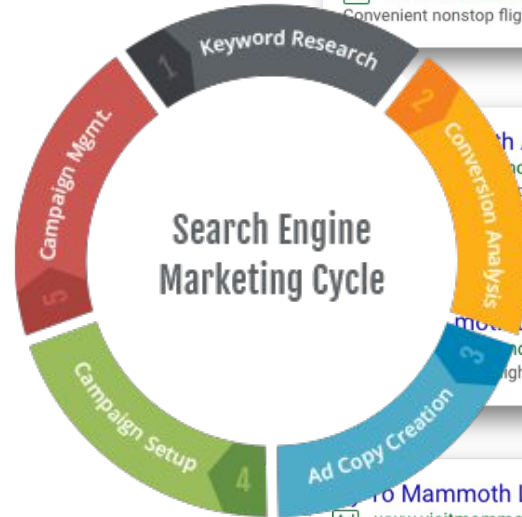 Convenient nonstop flig
1 Keyword Research
2 Conversion Analysis
3 Ad Copy Creation
4 Campaign Setup
5 Campaign Mgmt.
Search Engine
Marketing Cycle
To Mammoth L
Ad